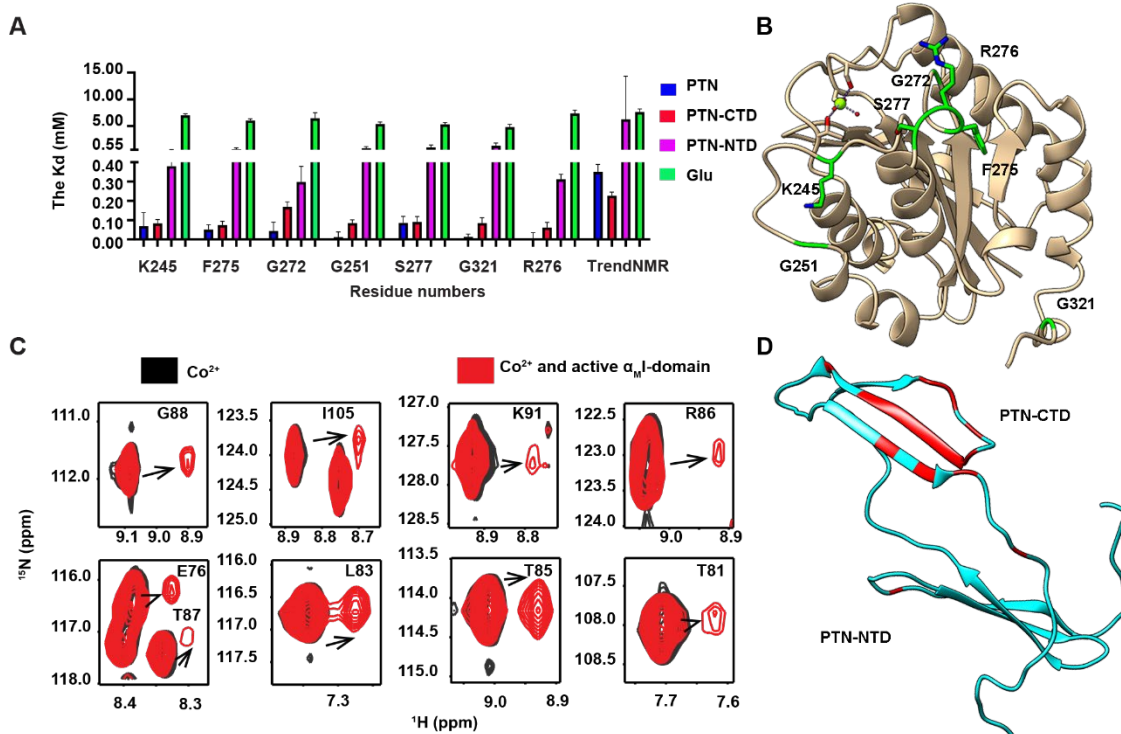 A
The Kd (mM)
15.00
10.00
5.00
0.55
0.40
0.20
0.10
0.00
K245 F275 G272 G251 S277 G321 R276 TrendNMR
Residue numbers
PTN
PTN-CTD
PTN-NTD
Glu
B
R276
G272
S277
F275
K245
G251
G321
C
Co²⁺
Co²⁺ and active αMI-domain
¹⁵N (ppm)
111.0
112.0
G88
9.1 9.0 8.9
123.5
124.0
124.5
125.0
I105
8.9 8.8 8.7
127.0
127.5
128.0
128.5
K91
8.9 8.8
122.5
123.0
123.5
124.0
R86
9.0 8.9
116.0
117.0
118.0
E76
T87
8.4 8.3
116.0
116.5
117.0
117.5
L83
7.3
113.5
114.0
114.5
115.0
T85
9.0 8.9
107.5
108.0
108.5
T81
7.7 7.6
¹H (ppm)
D
PTN-CTD
PTN-NTD